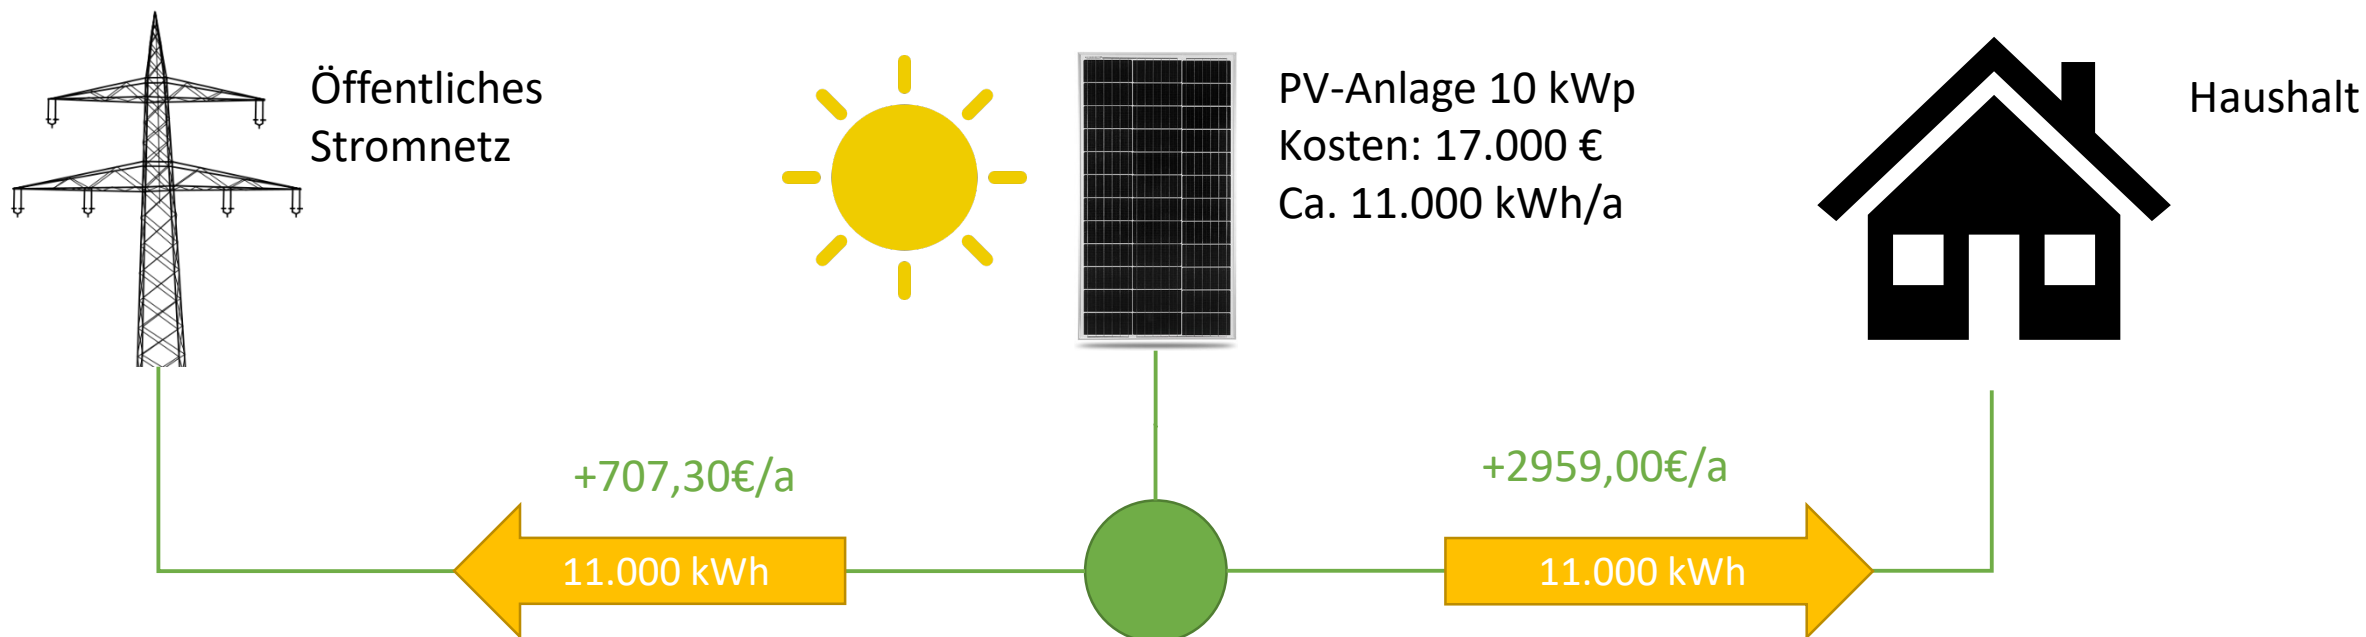 Öffentliches
Stromnetz
PV-Anlage 10 kWp
Kosten: 17.000 €
Ca. 11.000 kWh/a
Haushalt
+707,30€/a
+2959,00€/a
11.000 kWh
11.000 kWh